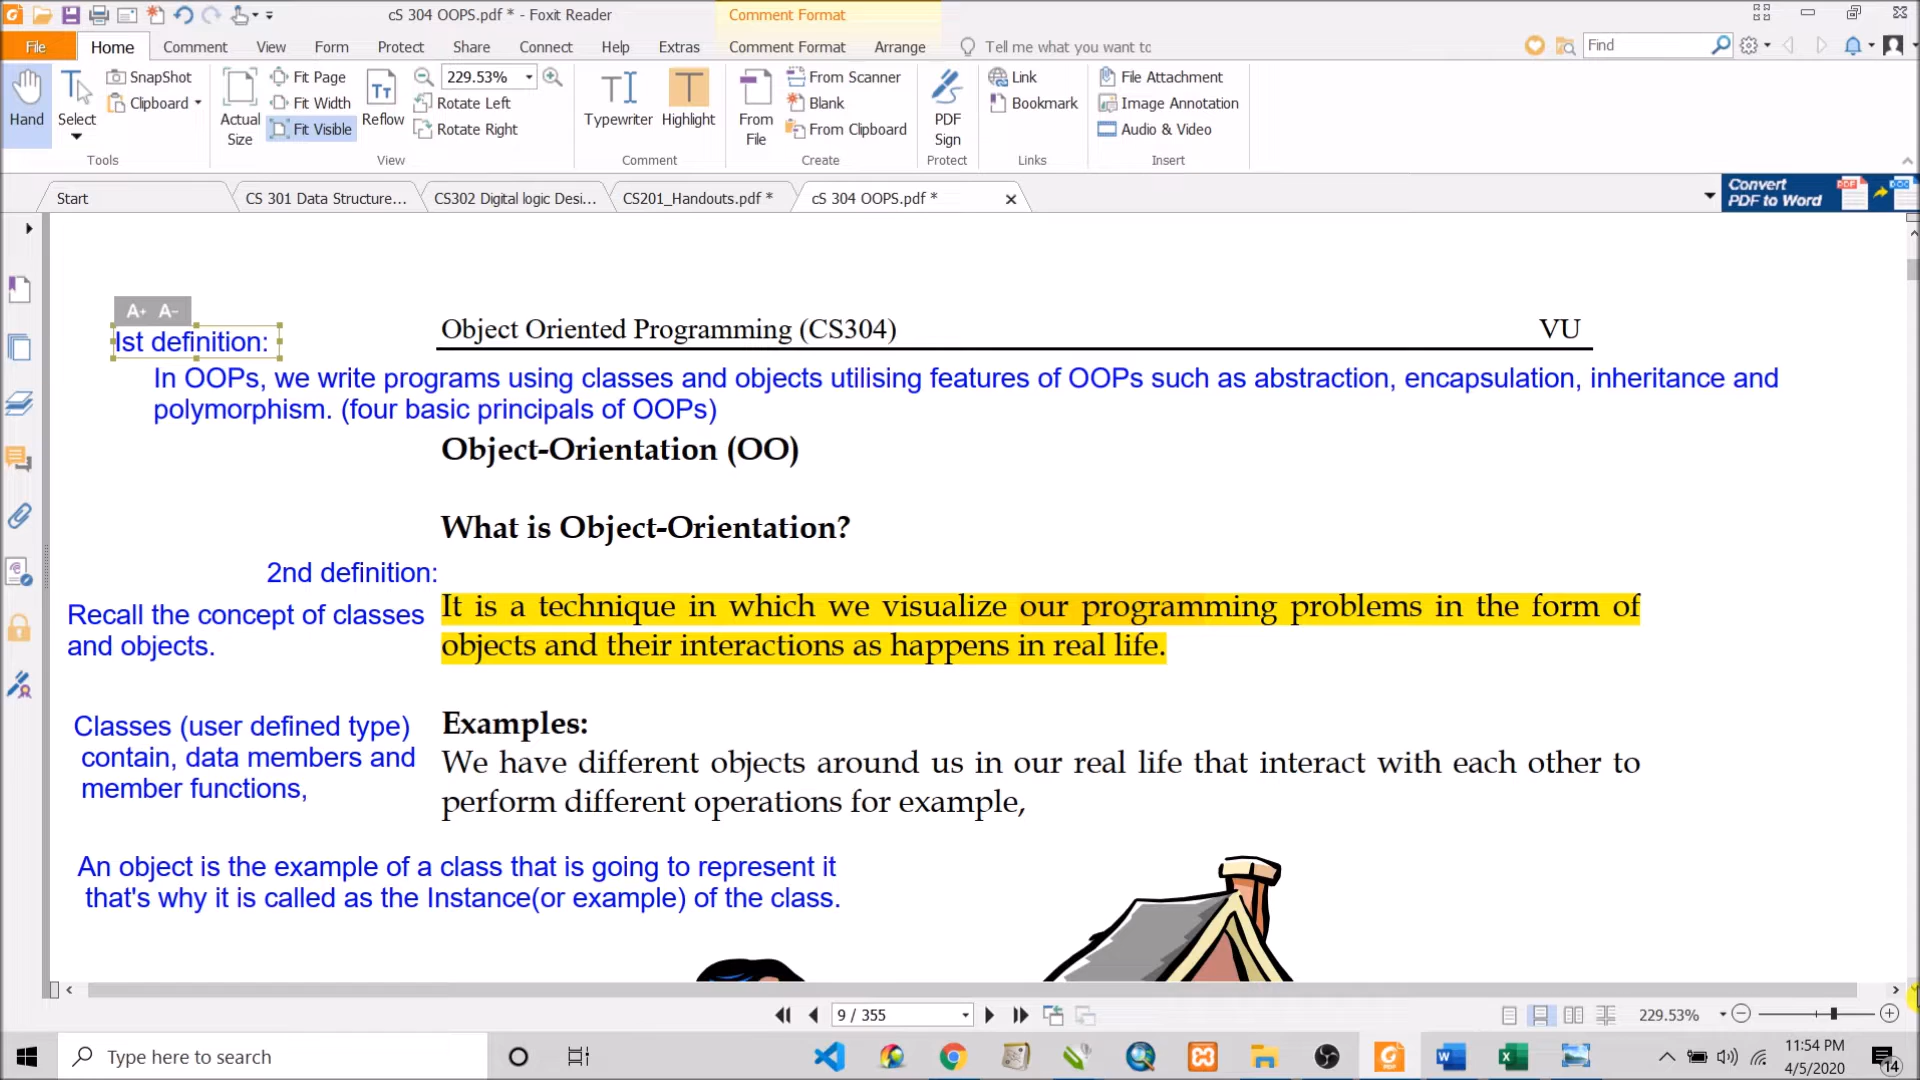 cS 304 OOPS.pdf * - Foxit Reader
Comment Format
File
Home
Comment
View
Form
Protect
Share
Connect
Help
Extras
Comment Format
Arrange
Tell me what you want tc
Find
Hand
Select
SnapShot
Clipboard
Tools
Actual
Size
Fit Page
Fit Width
Fit Visible
Reflow
229.53%
Rotate Left
Rotate Right
View
Typewriter
Highlight
Comment
From
File
From Scanner
Blank
From Clipboard
Create
PDF
Sign
Protect
Link
Bookmark
Links
File Attachment
Image Annotation
Audio & Video
Insert
Start
CS 301 Data Structure...
CS302 Digital logic Desi...
CS201_Handouts.pdf *
cS 304 OOPS.pdf *
Convert
PDF to Word
A+ A-
Ist definition:
Object Oriented Programming (CS304)
VU
In OOPs, we write programs using classes and objects utilising features of OOPs such as abstraction, encapsulation, inheritance and
polymorphism. (four basic principals of OOPs)
Object-Orientation (OO)
What is Object-Orientation?
2nd definition:
Recall the concept of classes
and objects.
It is a technique in which we visualize our programming problems in the form of
objects and their interactions as happens in real life.
Classes (user defined type)
contain, data members and
member functions,
Examples:
We have different objects around us in our real life that interact with each other to
perform different operations for example,
An object is the example of a class that is going to represent it
that's why it is called as the Instance(or example) of the class.
9 / 355
229.53%
Type here to search
11:54 PM
4/5/2020
14